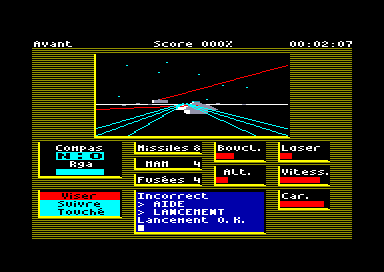 Avant Score 000% 00:02:07
Compas Missiles 8 Boucl. Laser
N:O
Rga MAM 4 Alt. Vitess.
Fusées 4
Viser Incorrect Car.
Suivre > AIDE
Touché > LANCEMENT
Lancement O.K.